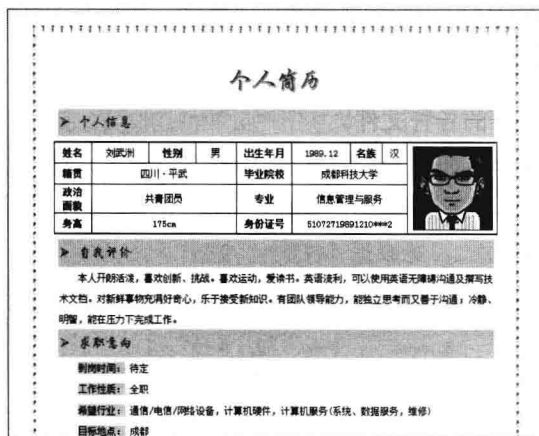 个人简历
➢ 个人信息
姓名 刘武洲 性别 男 出生年月 1989.12 名族 汉
籍贯 四川·平武 毕业院校 成都科技大学
政治面貌 共青团员 专业 信息管理与服务
身高 175cm 身份证号 51072719891210***2
➢ 自我评价
本人开朗活泼，喜欢创新、挑战。喜欢运动，爱读书。英语流利，可以使用英语无障碍沟通及撰写技
术文档。对新鲜事物充满好奇心，乐于接受新知识。有团队领导能力，能独立思考而又善于沟通；冷静、
明智，能在压力下完成工作。
➢ 求职意向
到岗时间：待定
工作性质：全职
希望行业：通信/电信/网络设备，计算机硬件，计算机服务(系统、数据服务，维修)
目标地点：成都